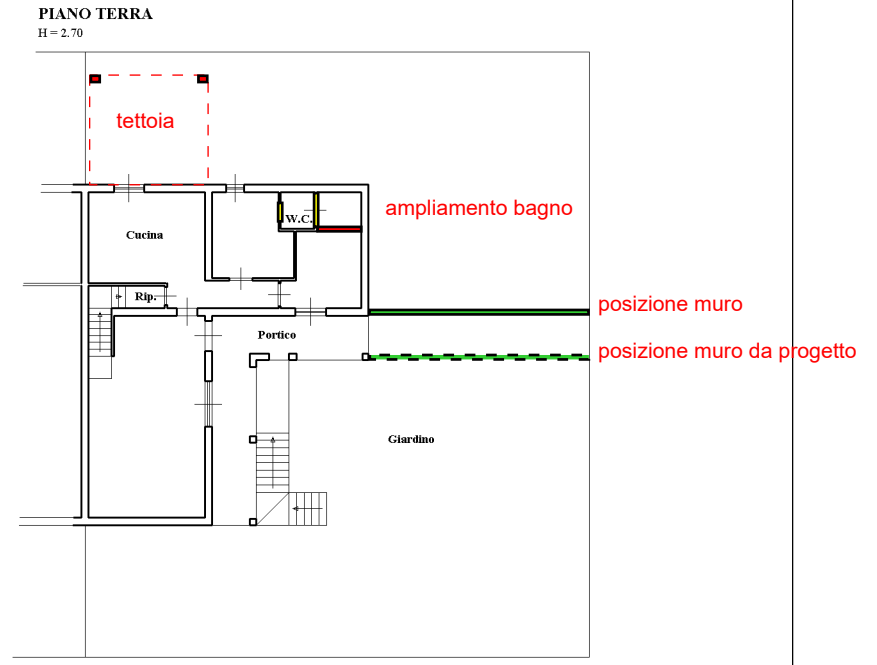 PIANO TERRA
H = 2.70
tettoia
ampliamento bagno
W.C.
Cucina
Rip.
posizione muro
Portico
posizione muro da progetto
Giardino